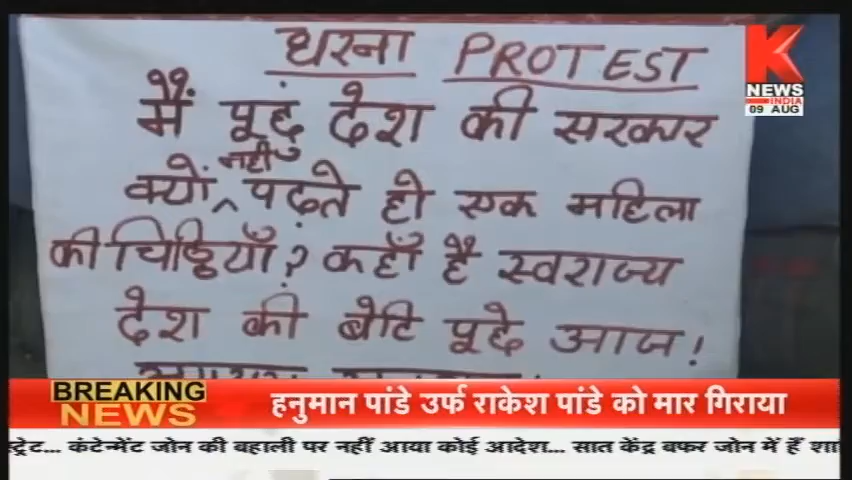 धरना PROTEST
मैं पूछूं देश की सरकार
क्यों नहीं पढ़ते हो एक महिला
की चिठ्ठियाँ? कहाँ है स्वराज्य
देश की बेटि पूछे आज!
K
NEWS
INDIA
09 AUG
BREAKING
NEWS
हनुमान पांडे उर्फ राकेश पांडे को मार गिराया
स्ट्रेट... कंटेन्मेंट जोन की बहाली पर नहीं आया कोई आदेश... सात केंद्र बफर जोन में हैं